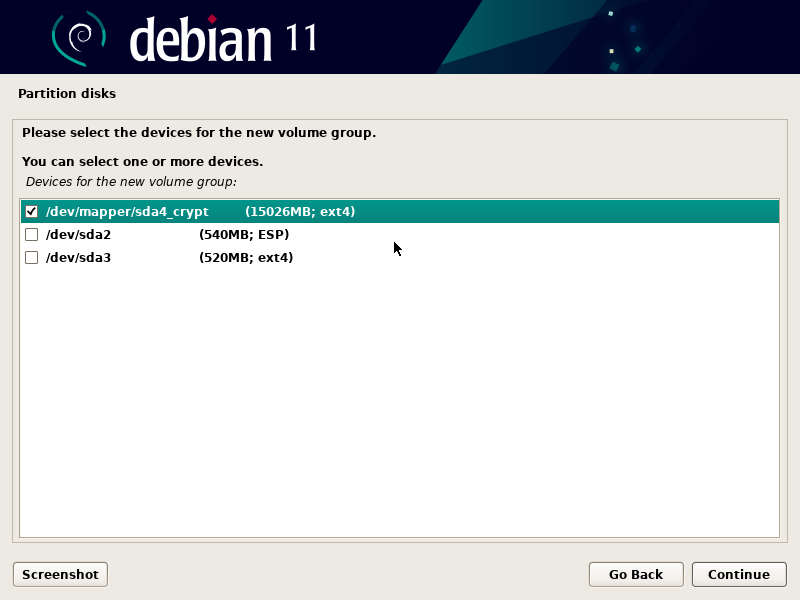 debian 11
Partition disks
Please select the devices for the new volume group.
You can select one or more devices.
Devices for the new volume group:
/dev/mapper/sda4_crypt (15026MB; ext4)
/dev/sda2 (540MB; ESP)
/dev/sda3 (520MB; ext4)
Screenshot Go Back Continue